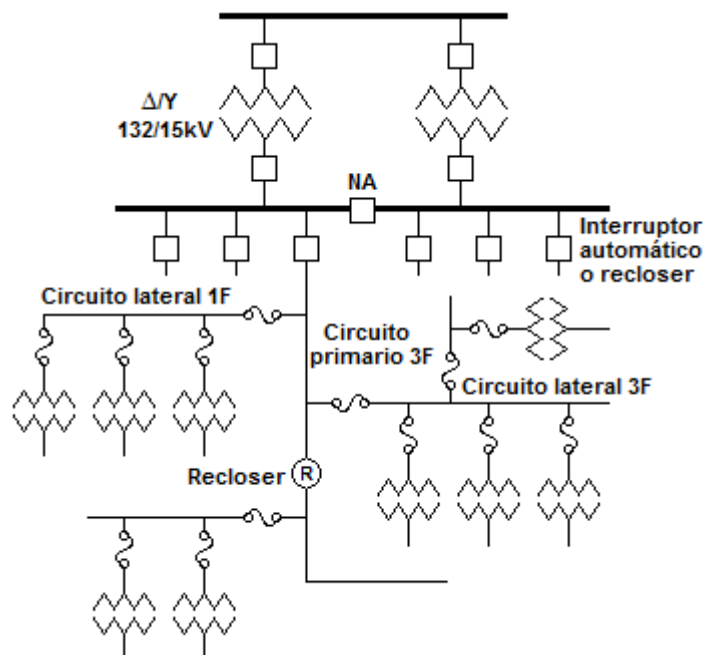 Δ/Y
132/15kV
NA
Interruptor
automático
o recloser
Circuito lateral 1F
Circuito
primario 3F
Circuito lateral 3F
Recloser
R